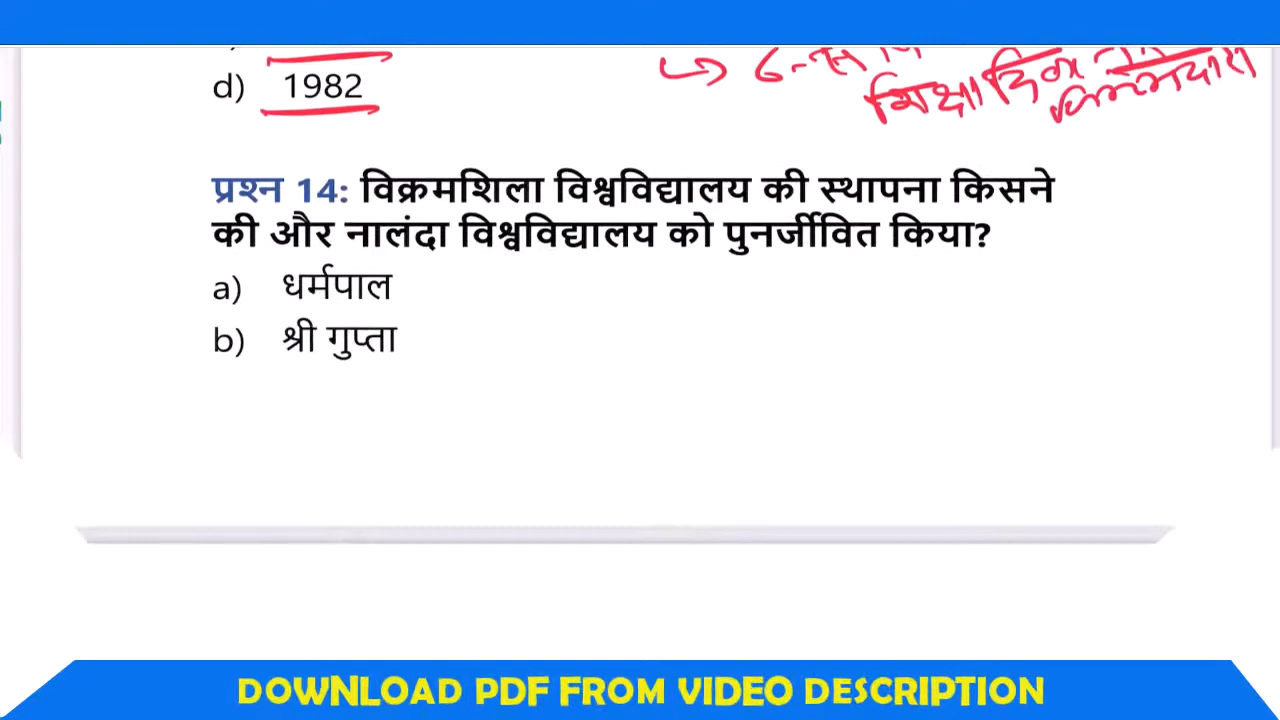 d) 1982
शिक्षा
प्रश्न 14: विक्रमशिला विश्वविद्यालय की स्थापना किसने
की और नालंदा विश्वविद्यालय को पुनर्जीवित किया?
a) धर्मपाल
b) श्री गुप्ता
DOWNLOAD PDF FROM VIDEO DESCRIPTION